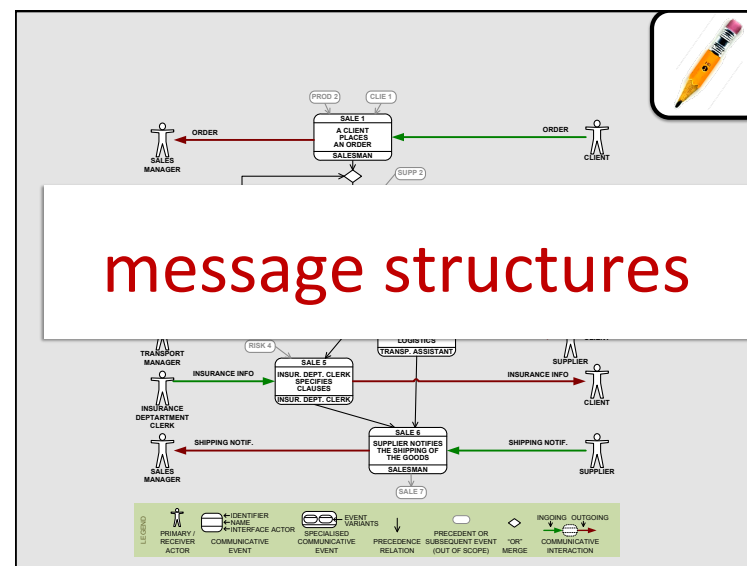 PROD 2
CLIE 1
SALE 1
A CLIENT
PLACES
AN ORDER
SALESMAN
ORDER
ORDER
SALES
MANAGER
CLIENT
SUPP 2
message structures
TRANSPORT
MANAGER
RISK 4
LOGISTICS
TRANSP. ASSISTANT
SUPPLIER
SALE 5
INSUR. DEPT. CLERK
SPECIFIES
CLAUSES
INSUR. DEPT. CLERK
INSURANCE INFO
INSURANCE INFO
INSURANCE
DEPTARTMENT
CLERK
CLIENT
SALE 6
SUPPLIER NOTIFIES
THE SHIPPING OF
THE GOODS
SALESMAN
SHIPPING NOTIF.
SHIPPING NOTIF.
SALES
MANAGER
SUPPLIER
SALE 7
LEGEND
PRIMARY /
RECEIVER
ACTOR
IDENTIFIER
NAME
INTERFACE ACTOR
COMMUNICATIVE
EVENT
EVENT
VARIANTS
SPECIALISED
COMMUNICATIVE
EVENT
PRECEDENCE
RELATION
PRECEDENT OR
SUBSEQUENT EVENT
(OUT OF SCOPE)
"OR"
MERGE
INGOING OUTGOING
COMMUNICATIVE
INTERACTION